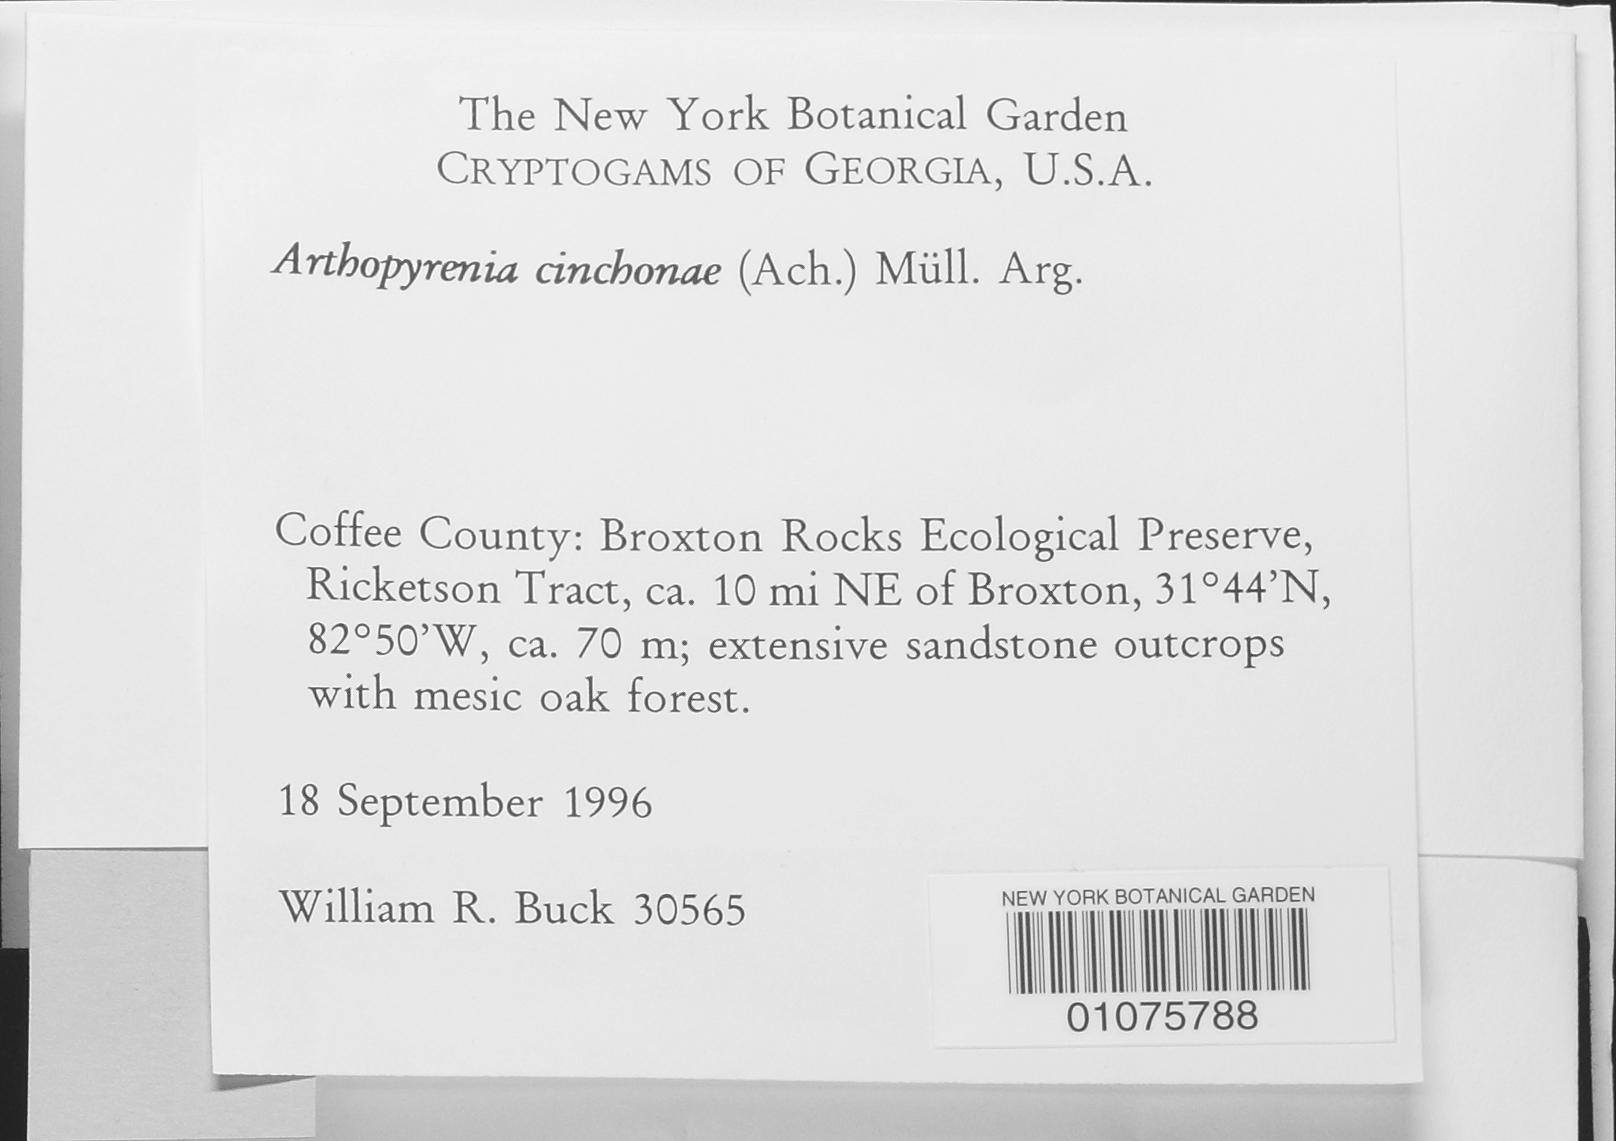 The New York Botanical Garden
CRYPTOGAMS OF GEORGIA, U.S.A.
Arthopyrenia cinchonae (Ach.) Müll. Arg.
Coffee County: Broxton Rocks Ecological Preserve,
Ricketson Tract, ca. 10 mi NE of Broxton, 31°44’N,
82°50’W, ca. 70 m; extensive sandstone outcrops
with mesic oak forest.
18 September 1996
William R. Buck 30565
NEW YORK BOTANICAL GARDEN
01075788